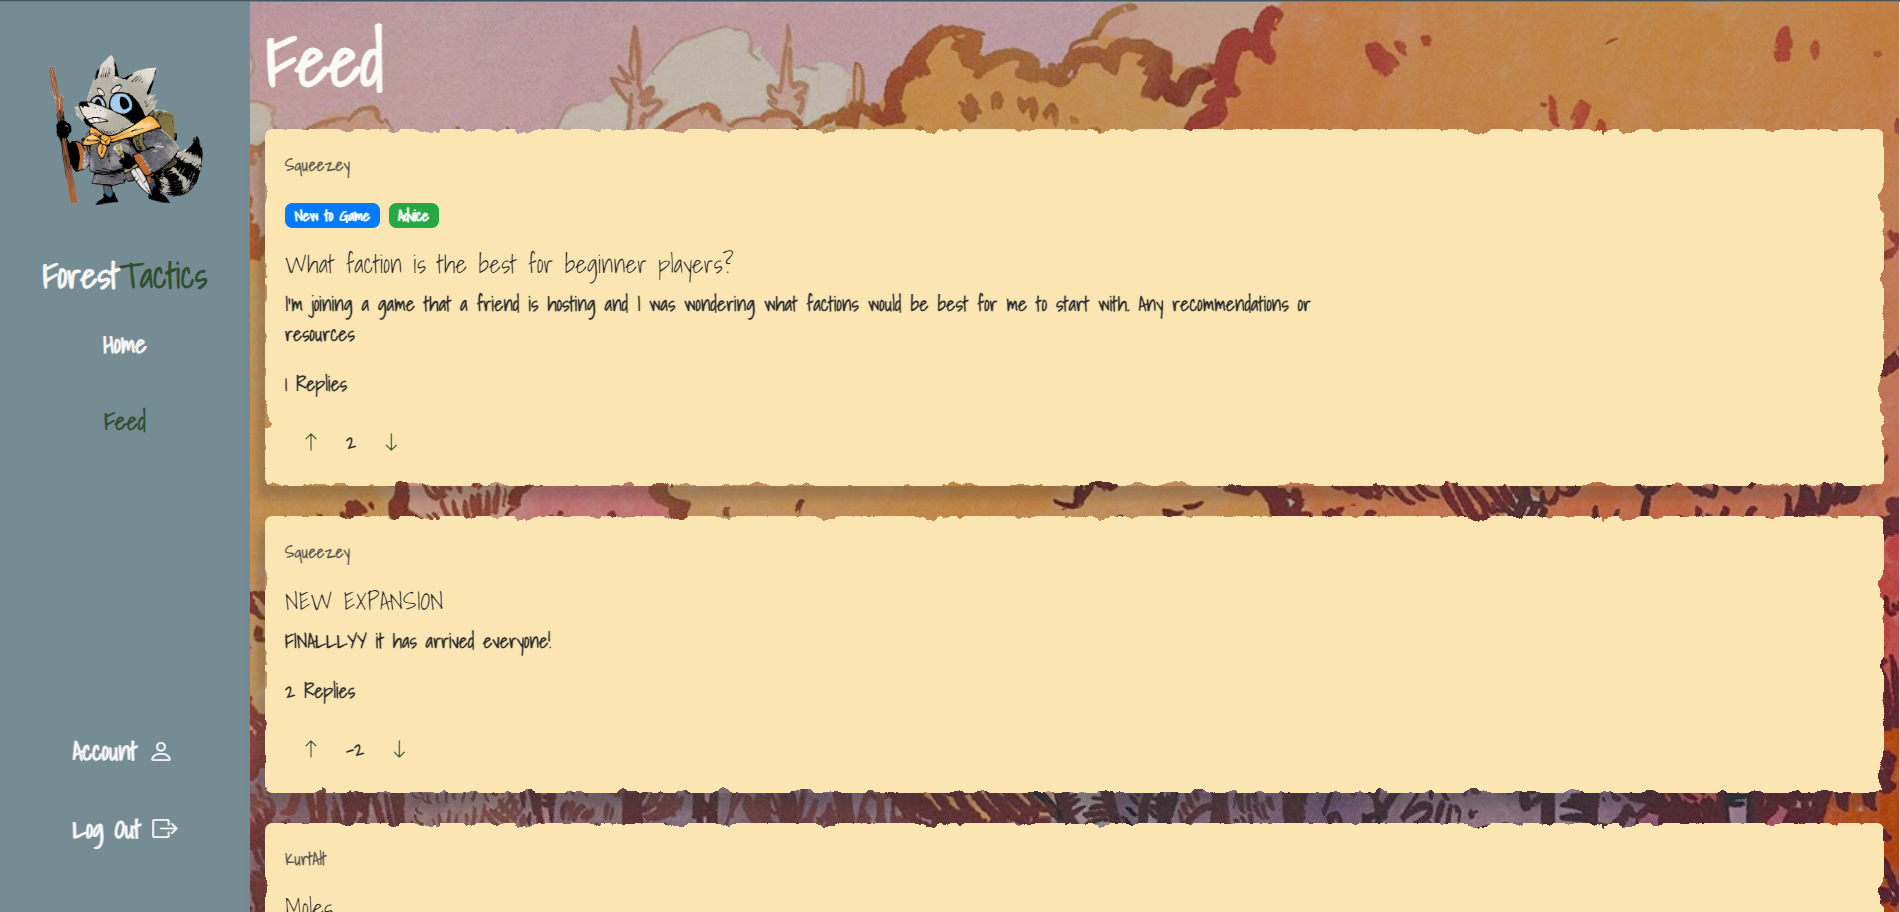 Feed
Forest Tactics
Home
Feed
Account
Log Out
Squeezey
New to Game Advice
What faction is the best for beginner players?
I'm joining a game that a friend is hosting and I was wondering what factions would be best for me to start with. Any recommendations or
resources
1 Replies
2
Squeezey
NEW EXPANSION
FINALLLYY it has arrived everyone!
2 Replies
-2
KurtAlt
Moles